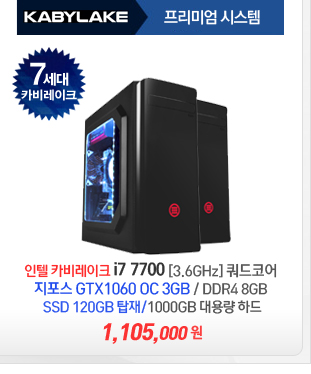 KABYLAKE 프리미엄 시스템
7세대
카비레이크
인텔 카비레이크 i7 7700 [3.6GHz] 쿼드코어
지포스 GTX1060 OC 3GB / DDR4 8GB
SSD 120GB 탑재/1000GB 대용량 하드
1,105,000 원